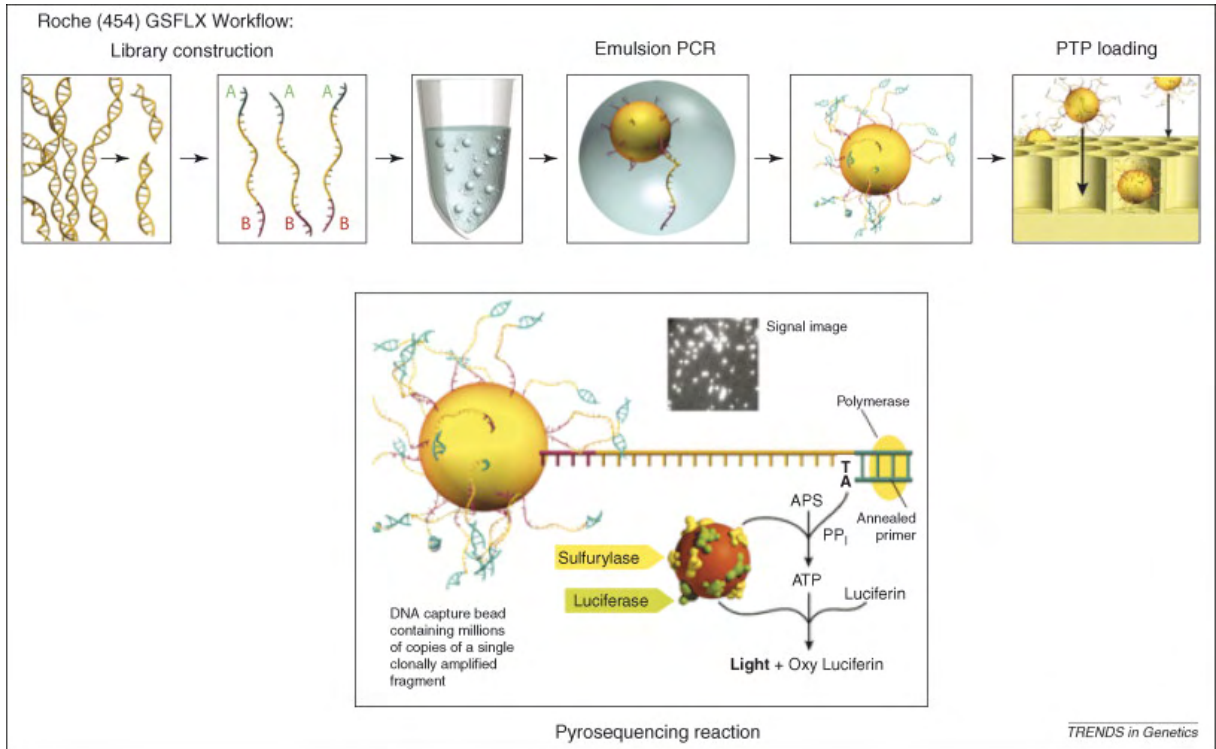 Roche (454) GSFLX Workflow:
Library construction
Emulsion PCR
PTP loading
A A A
B B B
Signal image
Polymerase
T
A
Annealed
primer
APS
PPI
Sulfurylase
ATP
Luciferase
Luciferin
DNA capture bead
containing millions
of copies of a single
clonally amplified
fragment
Light + Oxy Luciferin
Pyrosequencing reaction
TRENDS in Genetics